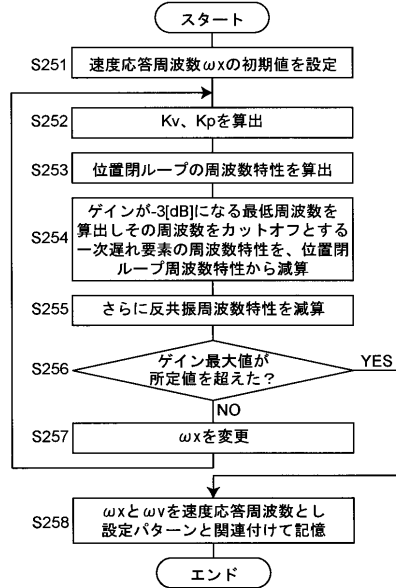 スタート
S251 速度応答周波数ωxの初期値を設定
S252 Kv、Kpを算出
S253 位置閉ループの周波数特性を算出
ゲインが-3[dB]になる最低周波数を
算出しその周波数をカットオフとする
S254 一次遅れ要素の周波数特性を、位置閉
ループ周波数特性から減算
S255 さらに反共振周波数特性を減算
ゲイン最大値が
S256 所定値を超えた?
YES
NO
S257 ωxを変更
ωxとωvを速度応答周波数とし
S258 設定パターンと関連付けて記憶
エンド